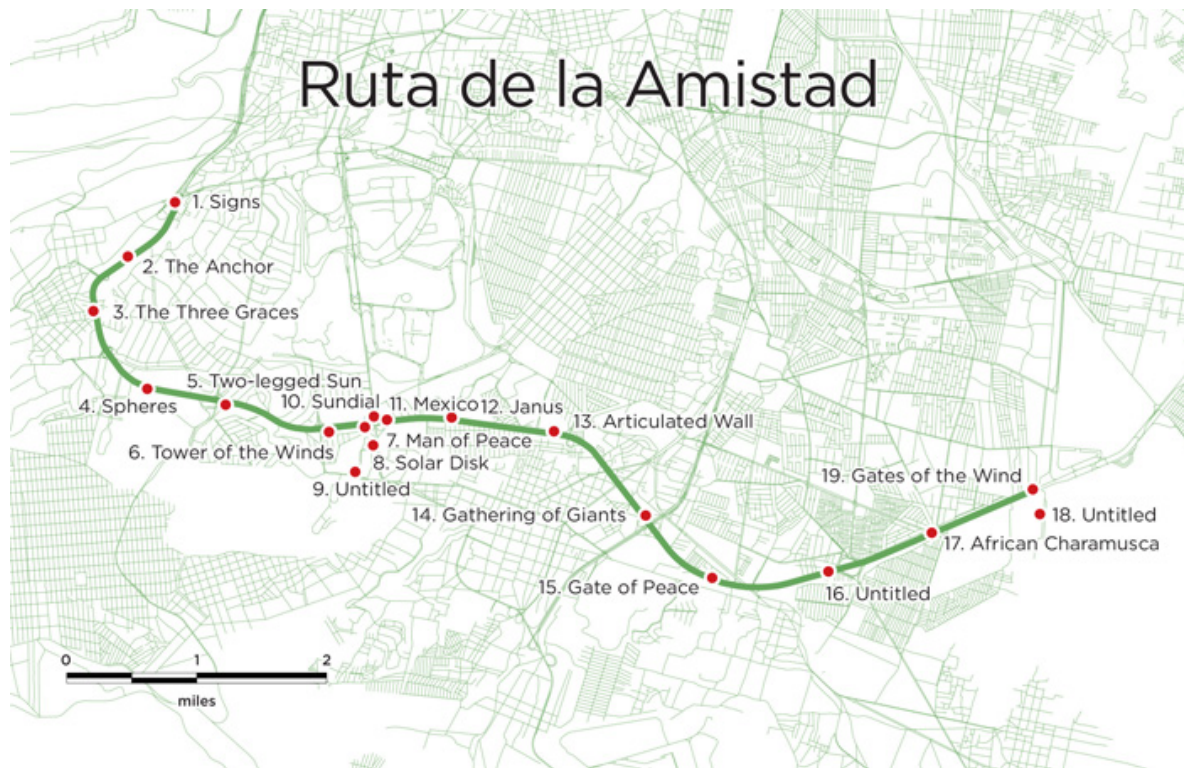 Ruta de la Amistad
1. Signs
2. The Anchor
3. The Three Graces
4. Spheres
5. Two-legged Sun
6. Tower of the Winds
10. Sundial
11. Mexico
12. Janus
7. Man of Peace
8. Solar Disk
9. Untitled
13. Articulated Wall
14. Gathering of Giants
15. Gate of Peace
16. Untitled
17. African Charamusca
18. Untitled
19. Gates of the Wind
0 1 2
miles